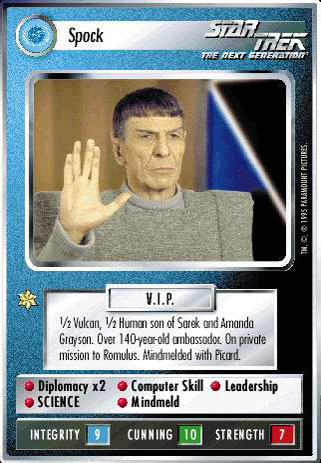 Spock
STAR TREK
THE NEXT GENERATION®
TM, ©, ® 1995 PARAMOUNT PICTURES.
V.I.P.
½ Vulcan, ½ Human son of Sarek and Amanda
Grayson. Over 140-year-old ambassador. On private
mission to Romulus. Mindmelded with Picard.
Diplomacy x2 Computer Skill Leadership
SCIENCE Mindmeld
INTEGRITY 9 CUNNING 10 STRENGTH 7